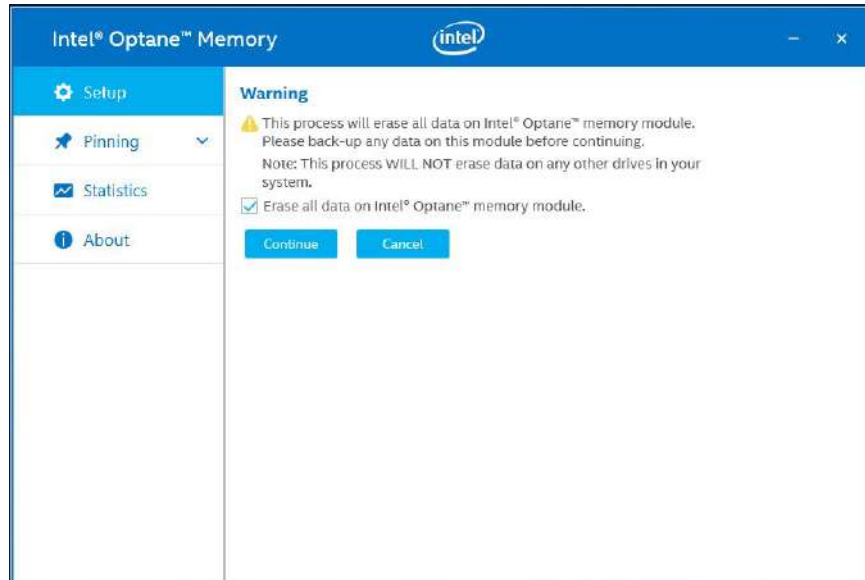 Intel® Optane™ Memory
intel
Setup
Pinning
Statistics
About
Warning
This process will erase all data on Intel® Optane™ memory module.
Please back-up any data on this module before continuing.
Note: This process WILL NOT erase data on any other drives in your
system.
Erase all data on Intel® Optane™ memory module.
Continue
Cancel